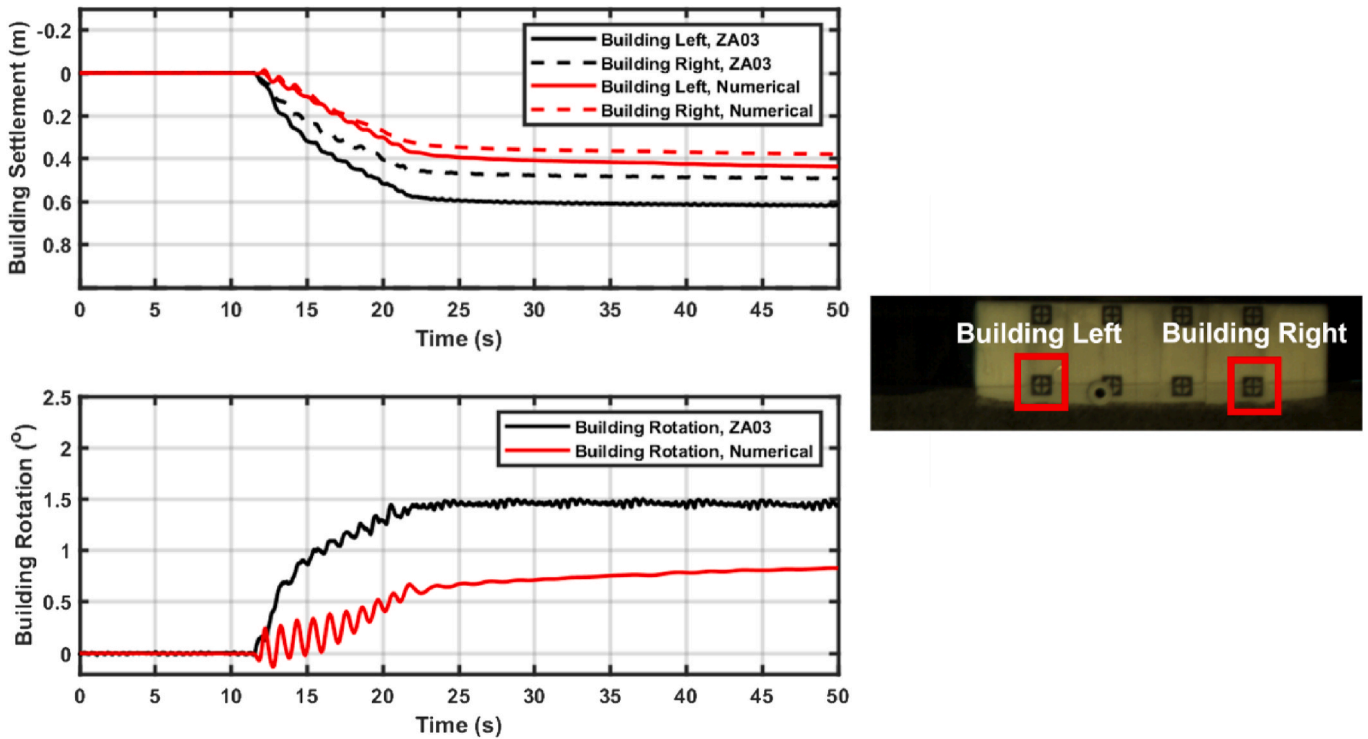 Building Settlement (m)
-0.2
0
0.2
0.4
0.6
0.8
Building Left, ZA03
Building Right, ZA03
Building Left, Numerical
Building Right, Numerical
0 5 10 15 20 25 30 35 40 45 50
Time (s)
Building Left Building Right
Building Rotation (°)
2.5
2
1.5
1
0.5
0
Building Rotation, ZA03
Building Rotation, Numerical
0 5 10 15 20 25 30 35 40 45 50
Time (s)